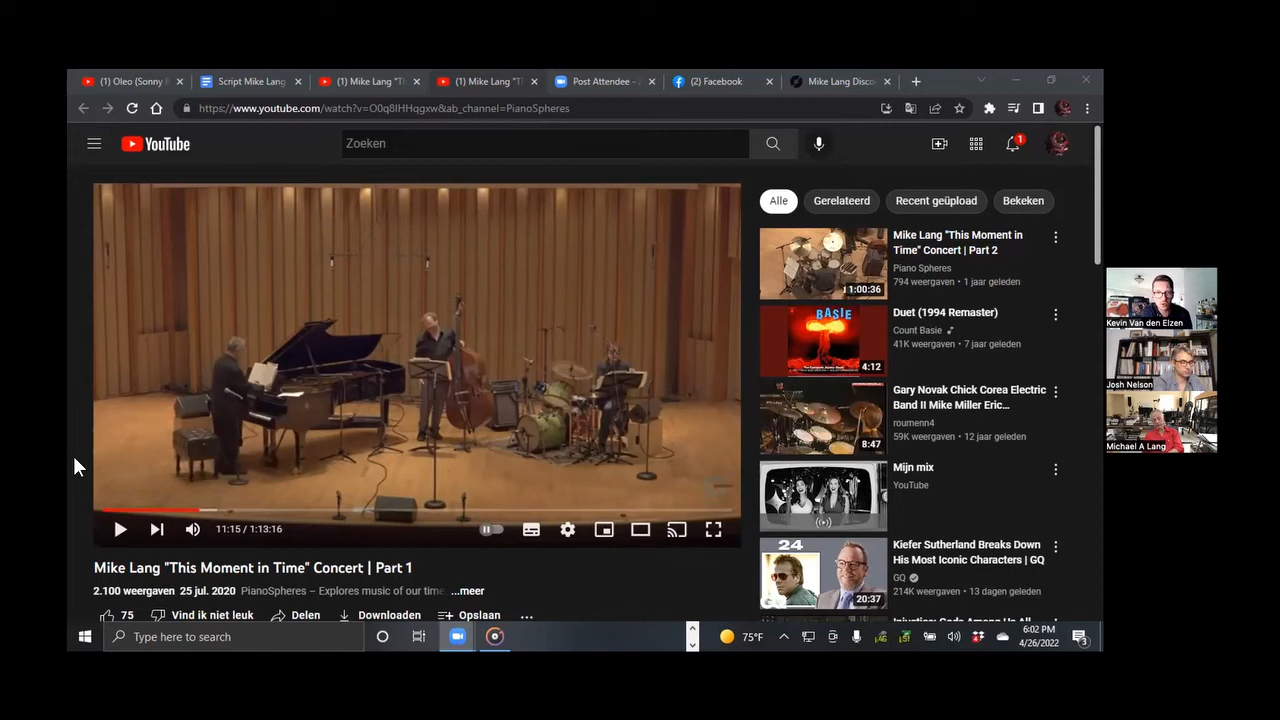 (1) Oleo (Sonny
Script Mike Lang
(1) Mike Lang "T
(1) Mike Lang "T
Post Attendee -
(2) Facebook
Mike Lang Disco
https://www.youtube.com/watch?v=O0q8IHHqgxw&ab_channel=PianoSpheres
YouTube
Zoeken
1
Alle
Gerelateerd
Recent geüpload
Bekeken
Mike Lang "This Moment in
Time" Concert | Part 2
Piano Spheres
794 weergaven • 1 jaar geleden
1:00:36
BASIE
Duet (1994 Remaster)
Count Basie
41K weergaven • 7 jaar geleden
4:12
Gary Novak Chick Corea Electric
Band II Mike Miller Eric...
roumenn4
59K weergaven • 12 jaar geleden
8:47
Mijn mix
YouTube
24
Kiefer Sutherland Breaks Down
His Most Iconic Characters | GQ
GQ
214K weergaven • 13 dagen geleden
20:37
Kevin Van den Elzen
Josh Nelson
Michael A Lang
11:15 / 1:13:16
Mike Lang "This Moment in Time" Concert | Part 1
2.100 weergaven 25 jul. 2020 PianoSpheres – Explores music of our time ...meer
75
Vind ik niet leuk
Delen
Downloaden
Opslaan
Type here to search
75°F
6:02 PM
4/26/2022
3